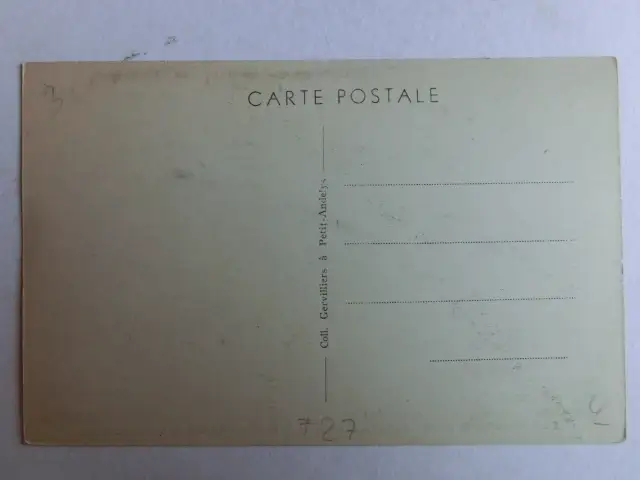 CARTE POSTALE
Coll. Gervilliers à Petit-Andelys
727